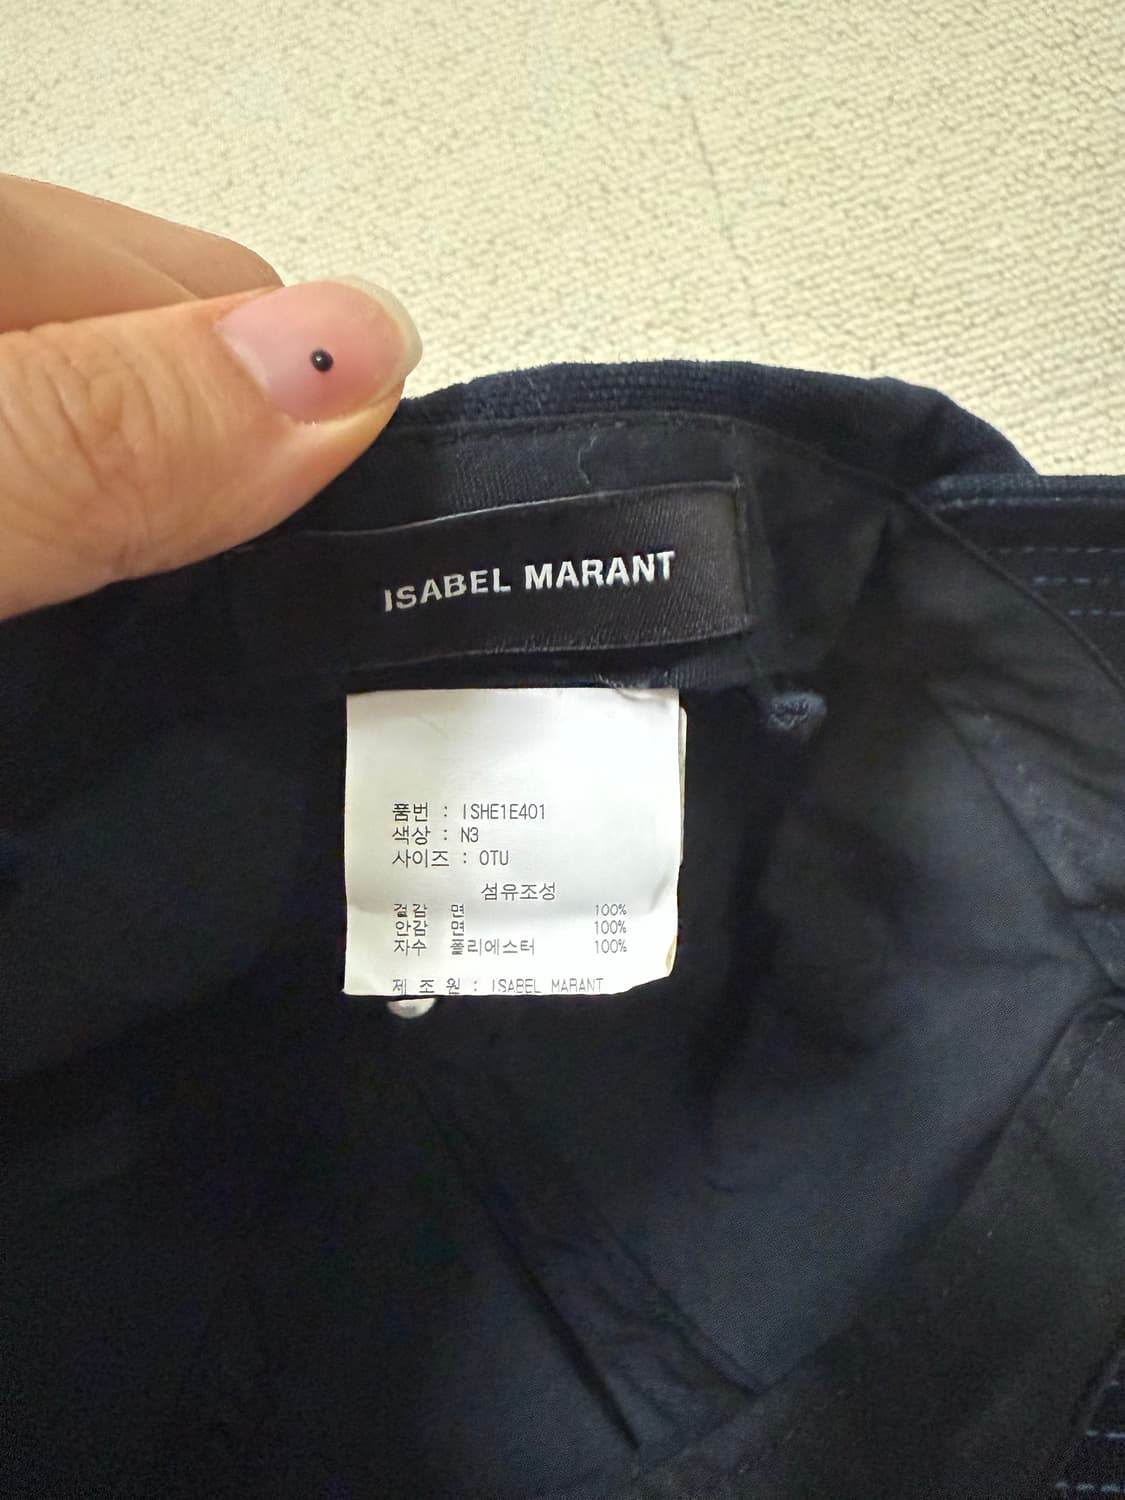 ISABEL MARANT
품번 : ISHE1E401
색상 : N3
사이즈 : OTU
섬유조성
겉감 면 100%
안감 면 100%
자수 폴리에스터 100%
제 조 원 : ISABEL MARANT